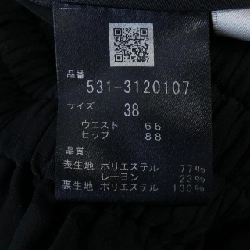 品番
531-3120107
サイズ
38
ウエスト 66
ヒップ 88
品質
表生地 ポリエステル 77%
レーヨン 23%
裏生地 ポリエステル 100%